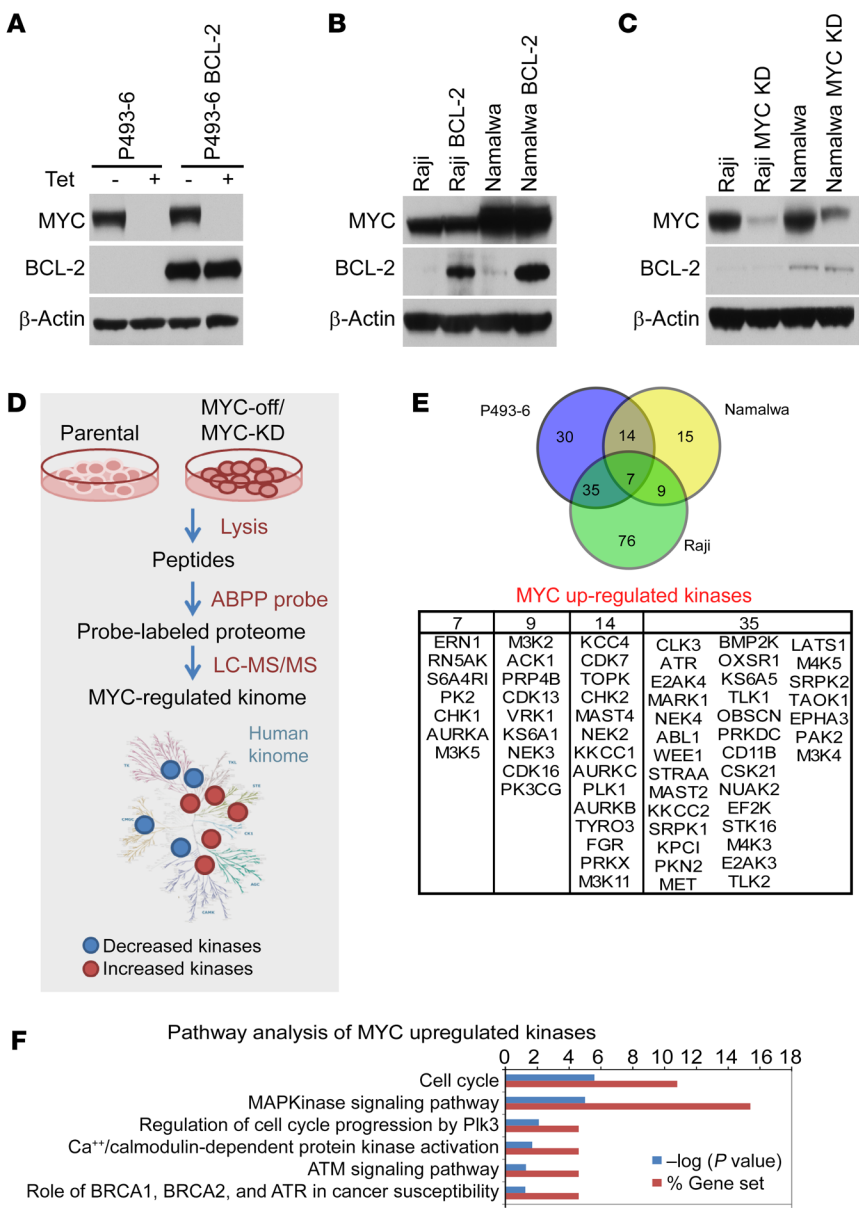 A
P493-6
P493-6 BCL-2
Tet - + - +
MYC
BCL-2
β-Actin
B
Raji
Raji BCL-2
Namalwa
Namalwa BCL-2
MYC
BCL-2
β-Actin
C
Raji
Raji MYC KD
Namalwa
Namalwa MYC KD
MYC
BCL-2
β-Actin
D
Parental
MYC-off/
MYC-KD
Lysis
Peptides
ABPP probe
Probe-labeled proteome
LC-MS/MS
MYC-regulated kinome
Human
kinome
TK
TKL
STE
CK1
AGC
CAMK
CMGC
Decreased kinases
Increased kinases
E
P493-6
Namalwa
30 14 15
7
35 9
76
Raji
MYC up-regulated kinases
7 9 14 35
ERN1
RN5AK
S6A4RI
PK2
CHK1
AURKA
M3K5
M3K2
ACK1
PRP4B
CDK13
VRK1
KS6A1
NEK3
CDK16
PK3CG
KCC4
CDK7
TOPK
CHK2
MAST4
NEK2
KKCC1
AURKC
PLK1
AURKB
TYRO3
FGR
PRKX
M3K11
CLK3
ATR
E2AK4
MARK1
NEK4
ABL1
WEE1
STRAA
MAST2
KKCC2
SRPK1
KPCI
PKN2
MET
BMP2K
OXSR1
KS6A5
TLK1
OBSCN
PRKDC
CD11B
CSK21
NUAK2
EF2K
STK16
M4K3
E2AK3
TLK2
LATS1
M4K5
SRPK2
TAOK1
EPHA3
PAK2
M3K4
F
Pathway analysis of MYC upregulated kinases
0 2 4 6 8 10 12 14 16 18
Cell cycle
MAPKinase signaling pathway
Regulation of cell cycle progression by Plk3
Ca⁺⁺/calmodulin-dependent protein kinase activation
ATM signaling pathway
Role of BRCA1, BRCA2, and ATR in cancer susceptibility
–log (P value)
% Gene set